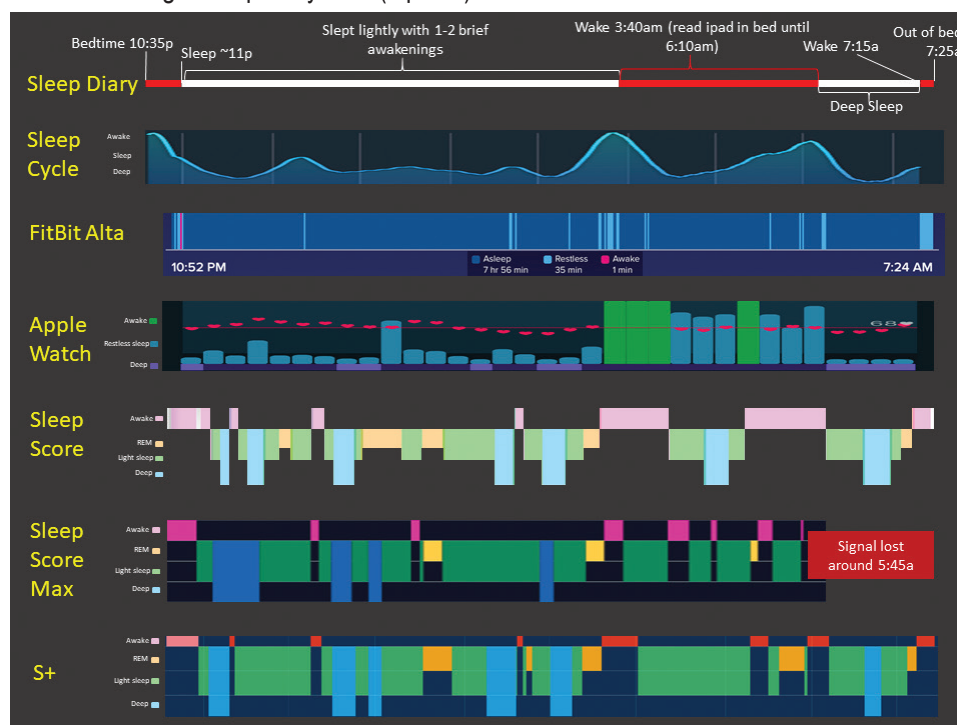 Bedtime 10:35p
Sleep ~11p
Slept lightly with 1-2 brief
awakenings
Wake 3:40am (read ipad in bed until
6:10am)
Wake 7:15a
Out of bed
7:25a
Sleep Diary
Deep Sleep
Sleep
Cycle
Awake
Sleep
Deep
FitBit Alta
10:52 PM
Asleep
7 hr 56 min
Restless
35 min
Awake
1 min
7:24 AM
Apple
Watch
Awake
Restless sleep
Deep
68
Sleep
Score
Awake
REM
Light sleep
Deep
Sleep
Score
Max
Awake
REM
Light sleep
Deep
Signal lost
around 5:45a
S+
Awake
REM
Light sleep
Deep